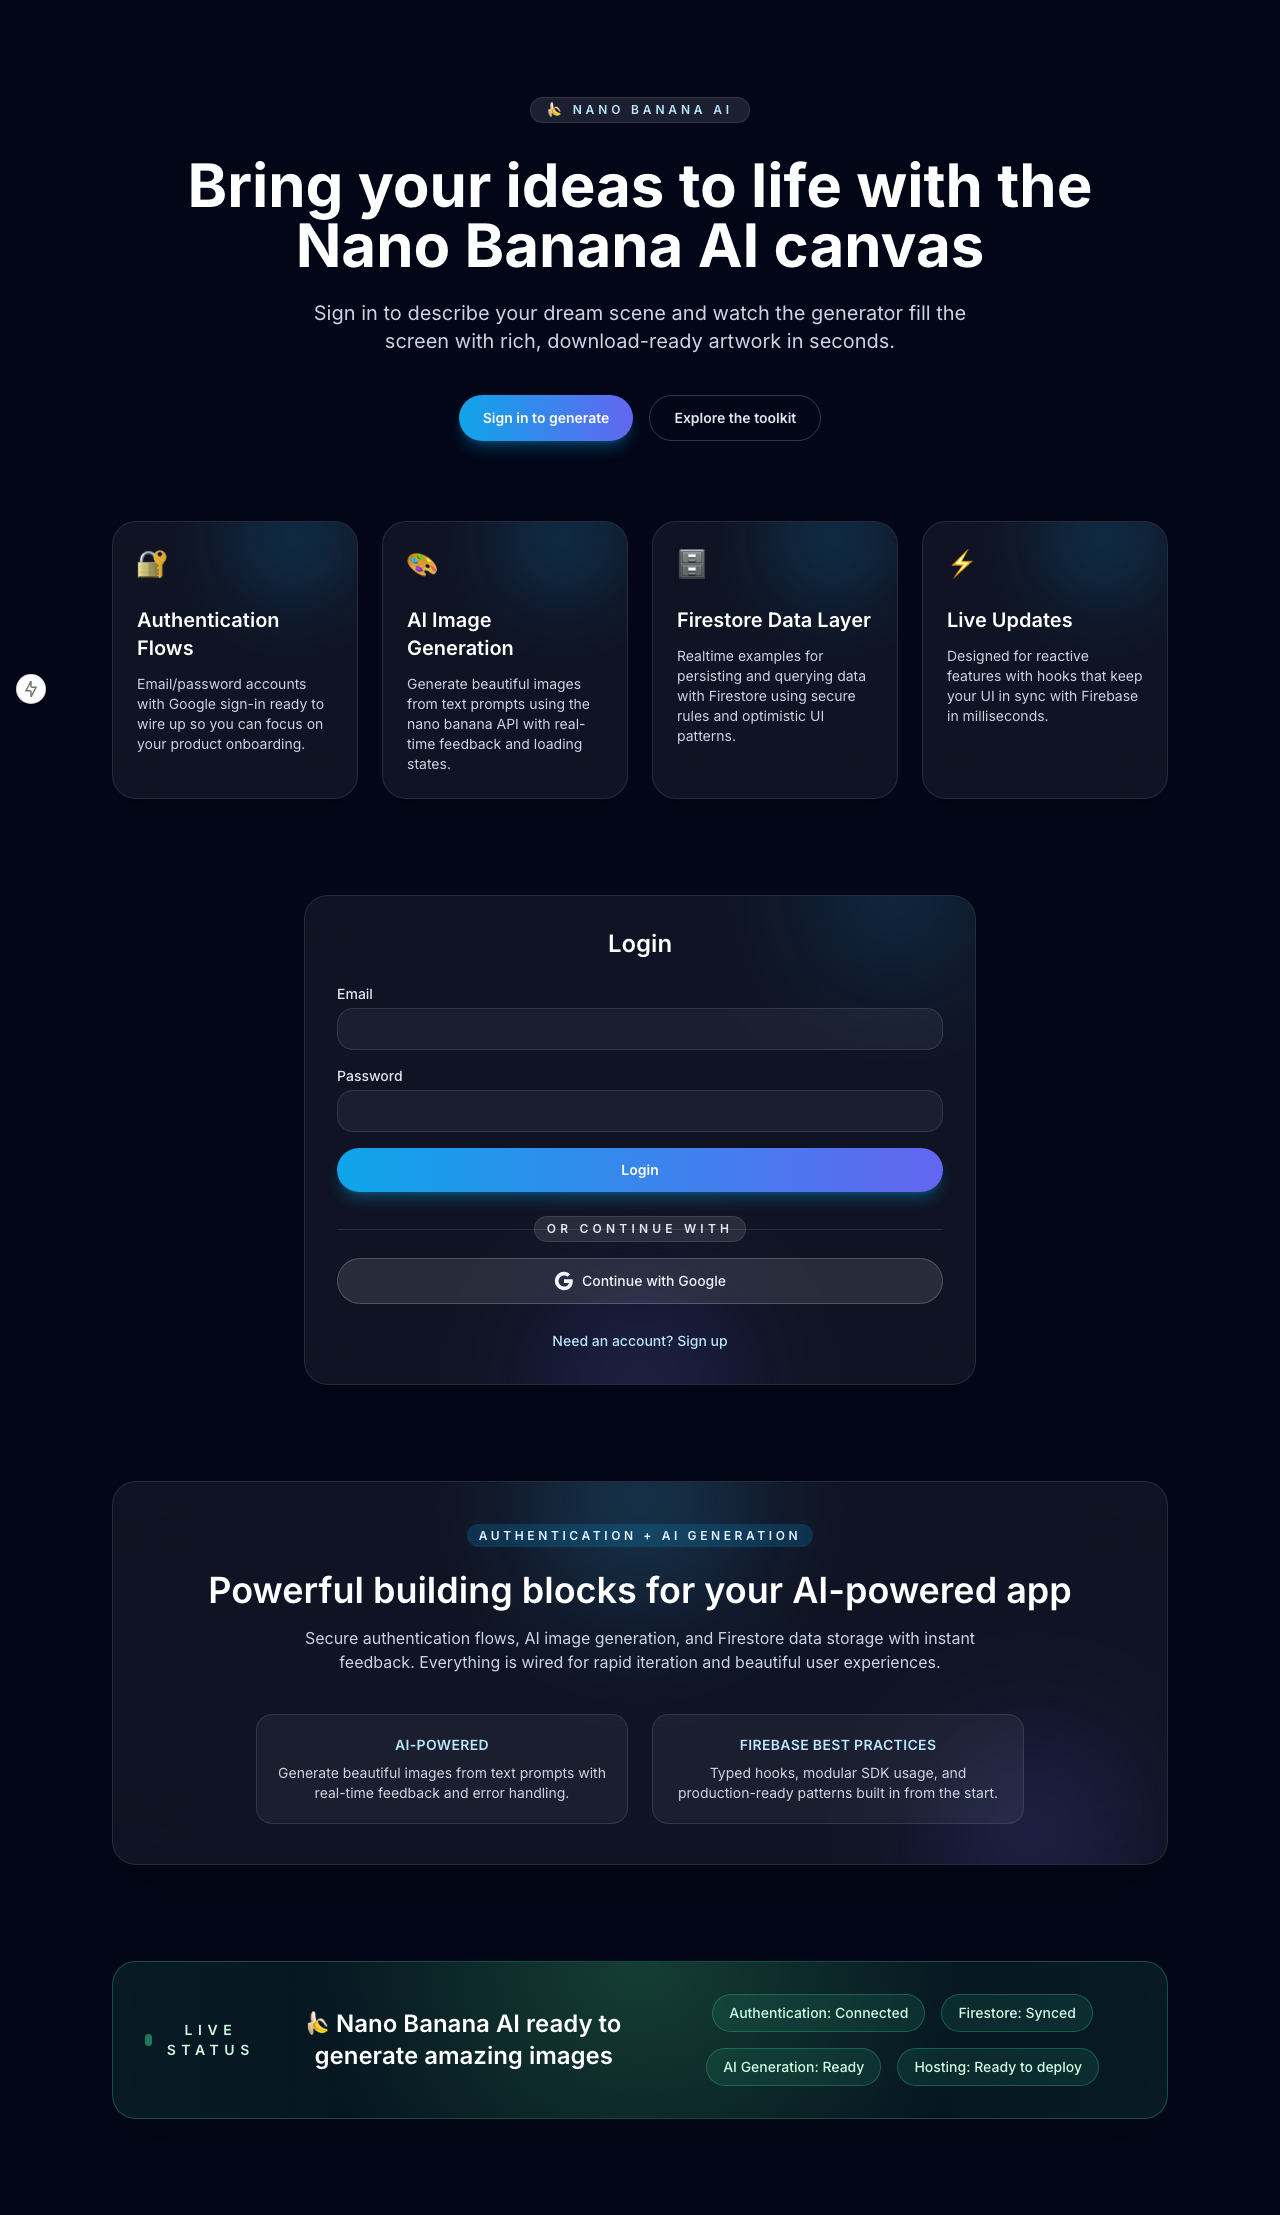 🍌 NANO BANANA AI
Bring your ideas to life with the
Nano Banana AI canvas
Sign in to describe your dream scene and watch the generator fill the
screen with rich, download-ready artwork in seconds.
Sign in to generate
Explore the toolkit
Authentication
Flows
Email/password accounts
with Google sign-in ready to
wire up so you can focus on
your product onboarding.
AI Image
Generation
Generate beautiful images
from text prompts using the
nano banana API with real-
time feedback and loading
states.
Firestore Data Layer
Realtime examples for
persisting and querying data
with Firestore using secure
rules and optimistic UI
patterns.
Live Updates
Designed for reactive
features with hooks that keep
your UI in sync with Firebase
in milliseconds.
Login
Email
Password
Login
OR CONTINUE WITH
Continue with Google
Need an account? Sign up
AUTHENTICATION + AI GENERATION
Powerful building blocks for your AI-powered app
Secure authentication flows, AI image generation, and Firestore data storage with instant
feedback. Everything is wired for rapid iteration and beautiful user experiences.
AI-POWERED
Generate beautiful images from text prompts with
real-time feedback and error handling.
FIREBASE BEST PRACTICES
Typed hooks, modular SDK usage, and
production-ready patterns built in from the start.
LIVE
STATUS
🍌 Nano Banana AI ready to
generate amazing images
Authentication: Connected
Firestore: Synced
AI Generation: Ready
Hosting: Ready to deploy